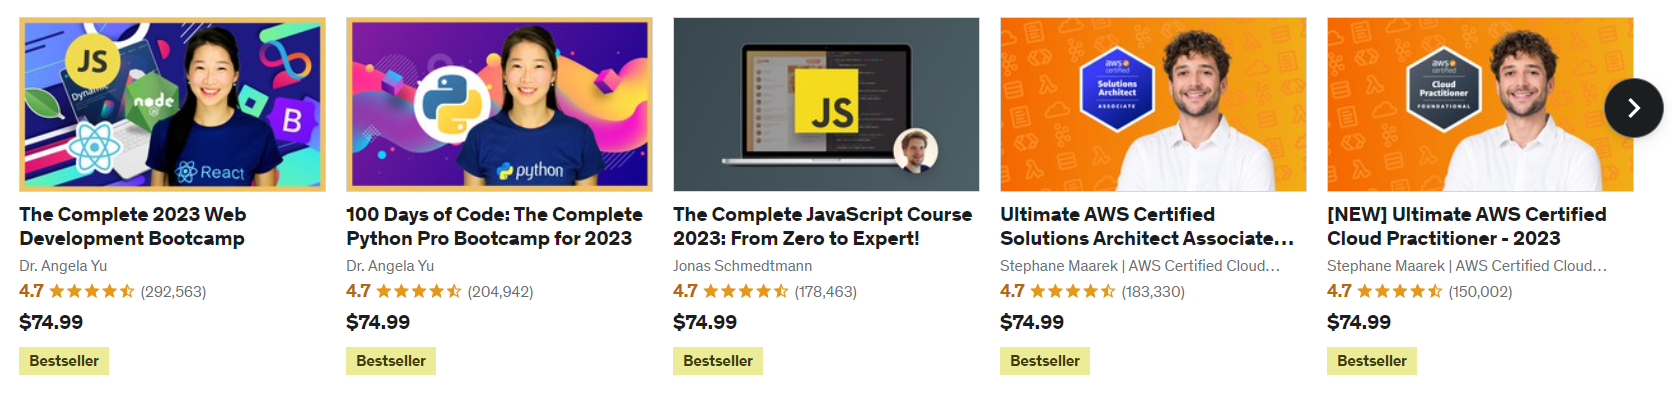 JS
Dynamic
node
B
React
The Complete 2023 Web
Development Bootcamp
Dr. Angela Yu
4.7 (292,563)
$74.99
Bestseller
python
100 Days of Code: The Complete
Python Pro Bootcamp for 2023
Dr. Angela Yu
4.7 (204,942)
$74.99
Bestseller
JS
The Complete JavaScript Course
2023: From Zero to Expert!
Jonas Schmedtmann
4.7 (178,463)
$74.99
Bestseller
aws
certified
Solutions
Architect
ASSOCIATE
Ultimate AWS Certified
Solutions Architect Associate...
Stephane Maarek | AWS Certified Cloud...
4.7 (183,330)
$74.99
Bestseller
aws
certified
Cloud
Practitioner
FOUNDATIONAL
[NEW] Ultimate AWS Certified
Cloud Practitioner - 2023
Stephane Maarek | AWS Certified Cloud...
4.7 (150,002)
$74.99
Bestseller